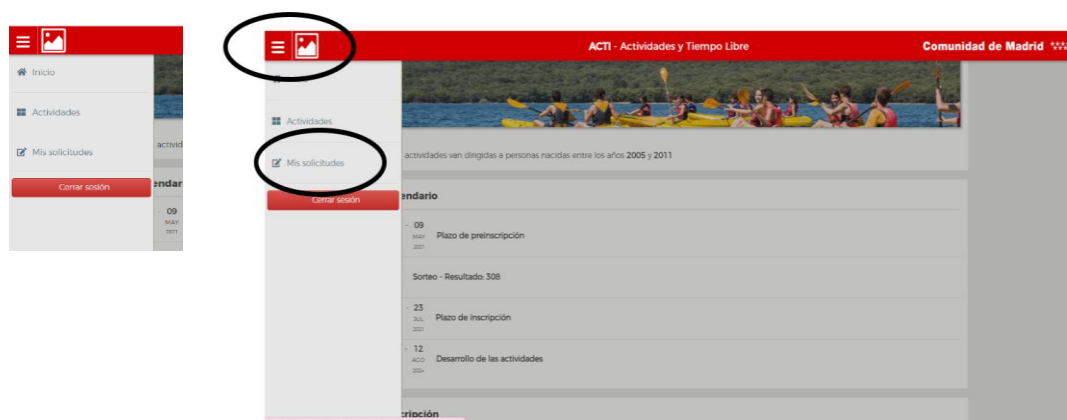 Inicio
Actividades
Mis solicitudes
Cerrar sesión
activid
endar
09
MAY
2021
ACTI - Actividades y Tiempo Libre
Comunidad de Madrid
Actividades
Mis solicitudes
Cerrar sesión
actividades van dirigidas a personas nacidas entre los años 2005 y 2011
endario
- 09
MAY
2021
Plazo de preinscripción
Sorteo - Resultado: 308
- 23
JUL
2021
Plazo de inscripción
- 12
AGO
Desarrollo de las actividades
cripción